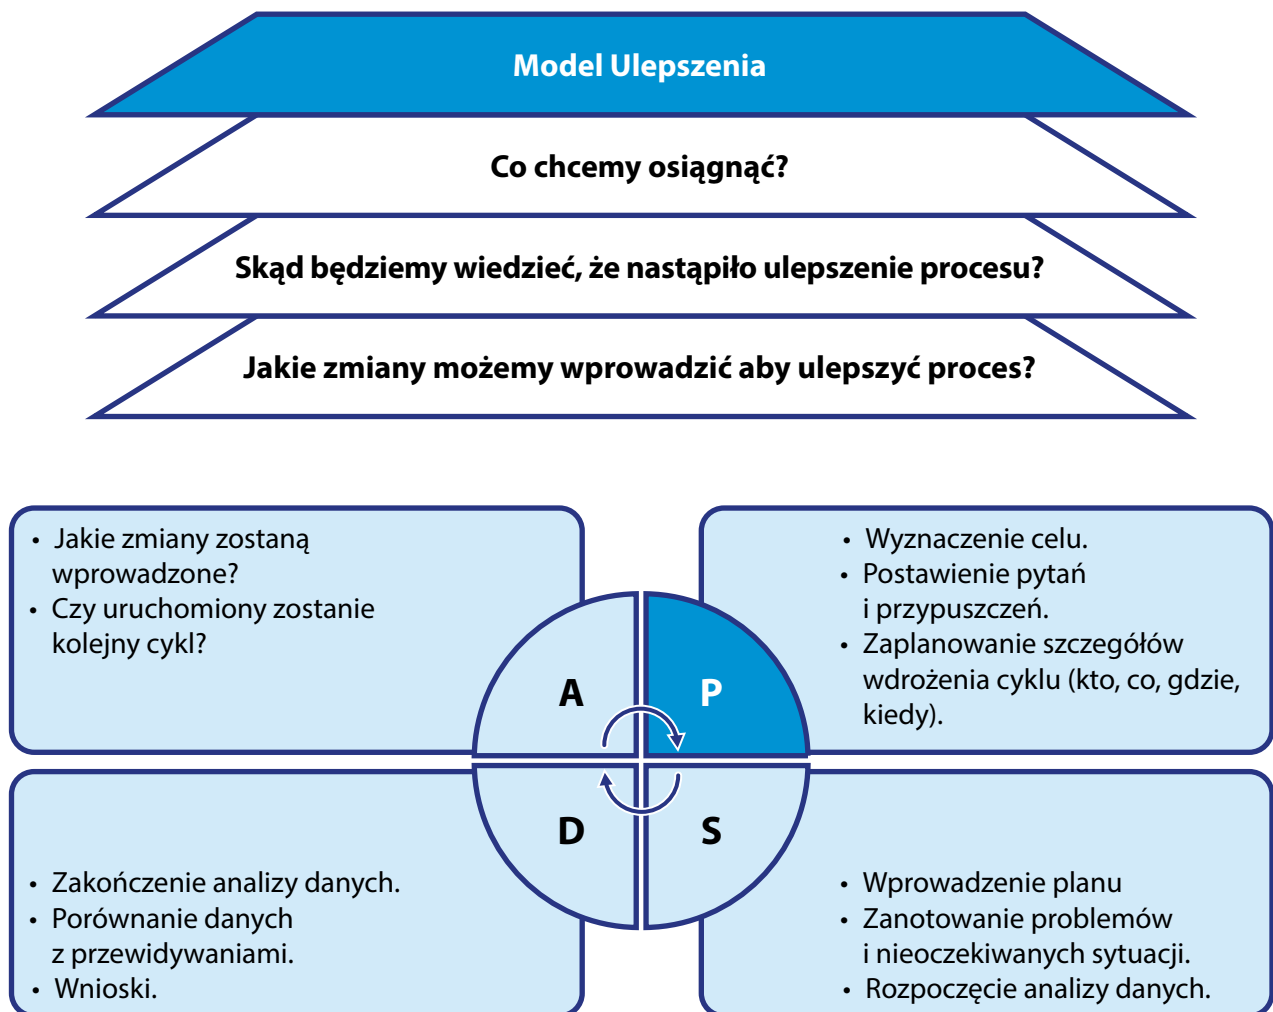 Model Ulepszenia
Co chcemy osiągnąć?
Skąd będziemy wiedzieć, że nastąpiło ulepszenie procesu?
Jakie zmiany możemy wprowadzić aby ulepszyć proces?
• Jakie zmiany zostaną
wprowadzone?
• Czy uruchomiony zostanie
kolejny cykl?
• Wyznaczenie celu.
• Postawienie pytań
i przypuszczeń.
• Zaplanowanie szczegółów
wdrożenia cyklu (kto, co, gdzie,
kiedy).
A
P
D
S
• Zakończenie analizy danych.
• Porównanie danych
z przewidywaniami.
• Wnioski.
• Wprowadzenie planu
• Zanotowanie problemów
i nieoczekiwanych sytuacji.
• Rozpoczęcie analizy danych.